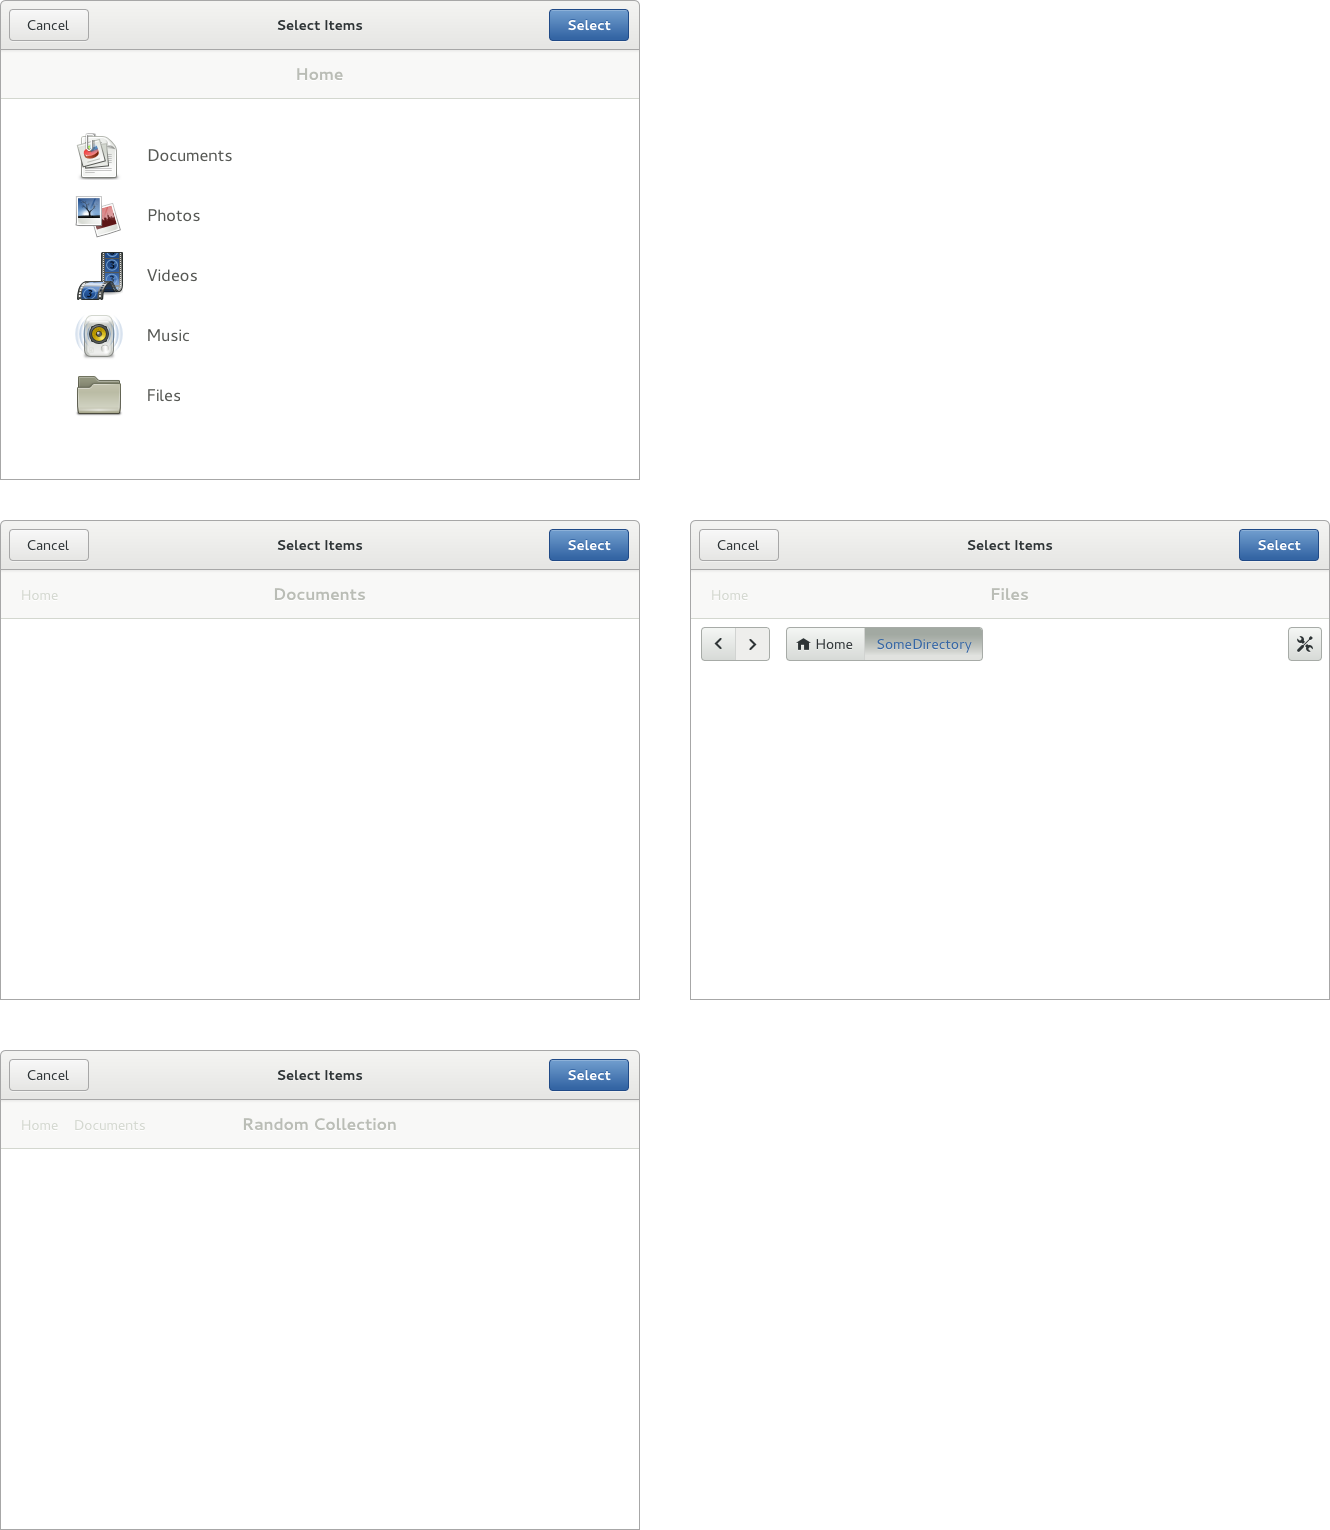 Cancel Select Items Select
Home
Documents
Photos
Videos
Music
Files
Cancel Select Items Select
Home Documents
Cancel Select Items Select
Home Files
Home SomeDirectory
Cancel Select Items Select
Home Documents Random Collection